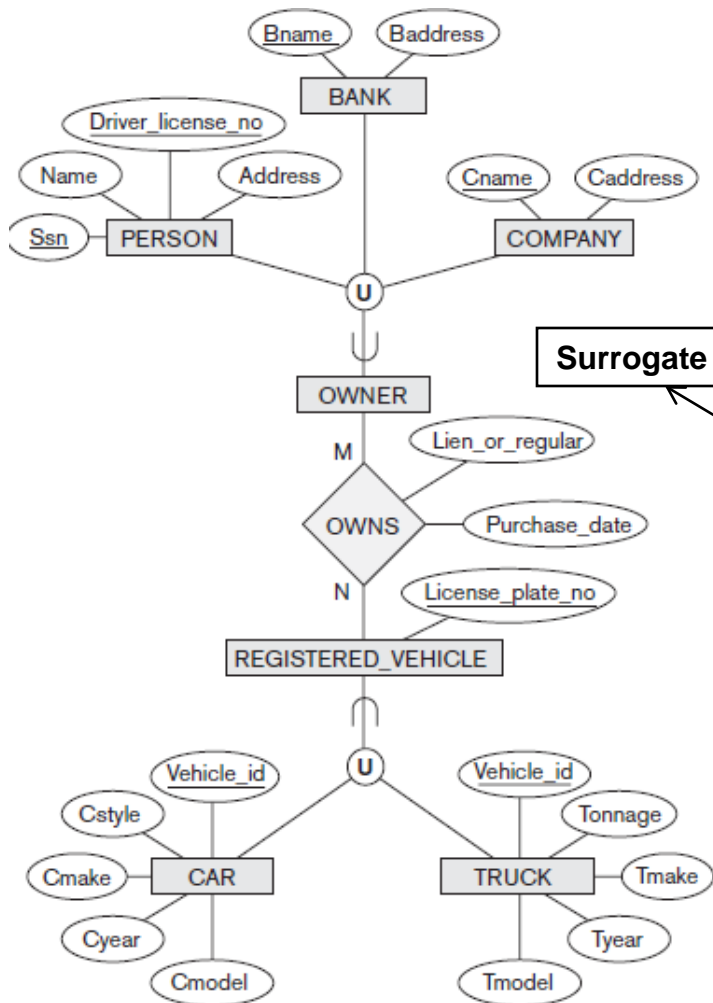 Bname Baddress
BANK
Driver_license_no
Name Address Cname Caddress
Ssn PERSON COMPANY
U
Surrogate
OWNER
M Lien_or_regular
OWNS Purchase_date
N License_plate_no
REGISTERED_VEHICLE
U
Vehicle_id Vehicle_id
Cstyle Tonnage
Cmake CAR TRUCK Tmake
Cyear Tyear
Cmodel Tmodel